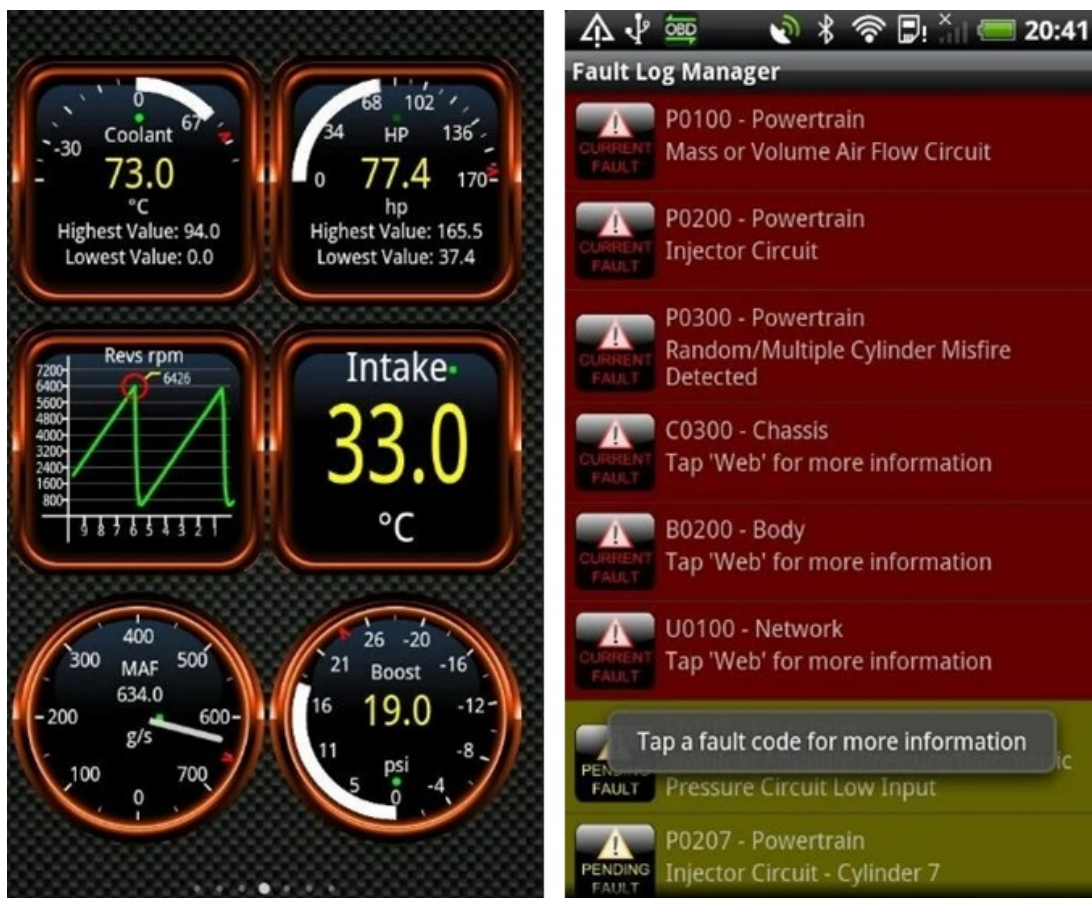 0
67
-30
Coolant
73.0
°C
Highest Value: 94.0
Lowest Value: 0.0
68 102
34 HP 136
0 77.4 170
hp
Highest Value: 165.5
Lowest Value: 37.4
Revs rpm
7200
6426
6400
5600
4800
4000
3200
2400
1600
800
9 8 7 6 5 4 3 2 1
Intake
33.0
°C
400
300 MAF 500
634.0
200 600
g/s
100 700
0
26 -20
21 Boost -16
16 19.0 -12
11 psi -8
5 0 -4
OBD 20:41
Fault Log Manager
CURRENT FAULT
P0100 - Powertrain
Mass or Volume Air Flow Circuit
CURRENT FAULT
P0200 - Powertrain
Injector Circuit
CURRENT FAULT
P0300 - Powertrain
Random/Multiple Cylinder Misfire
Detected
CURRENT FAULT
C0300 - Chassis
Tap 'Web' for more information
CURRENT FAULT
B0200 - Body
Tap 'Web' for more information
CURRENT FAULT
U0100 - Network
Tap 'Web' for more information
Tap a fault code for more information
PENDING FAULT
Pressure Circuit Low Input
PENDING FAULT
P0207 - Powertrain
Injector Circuit - Cylinder 7